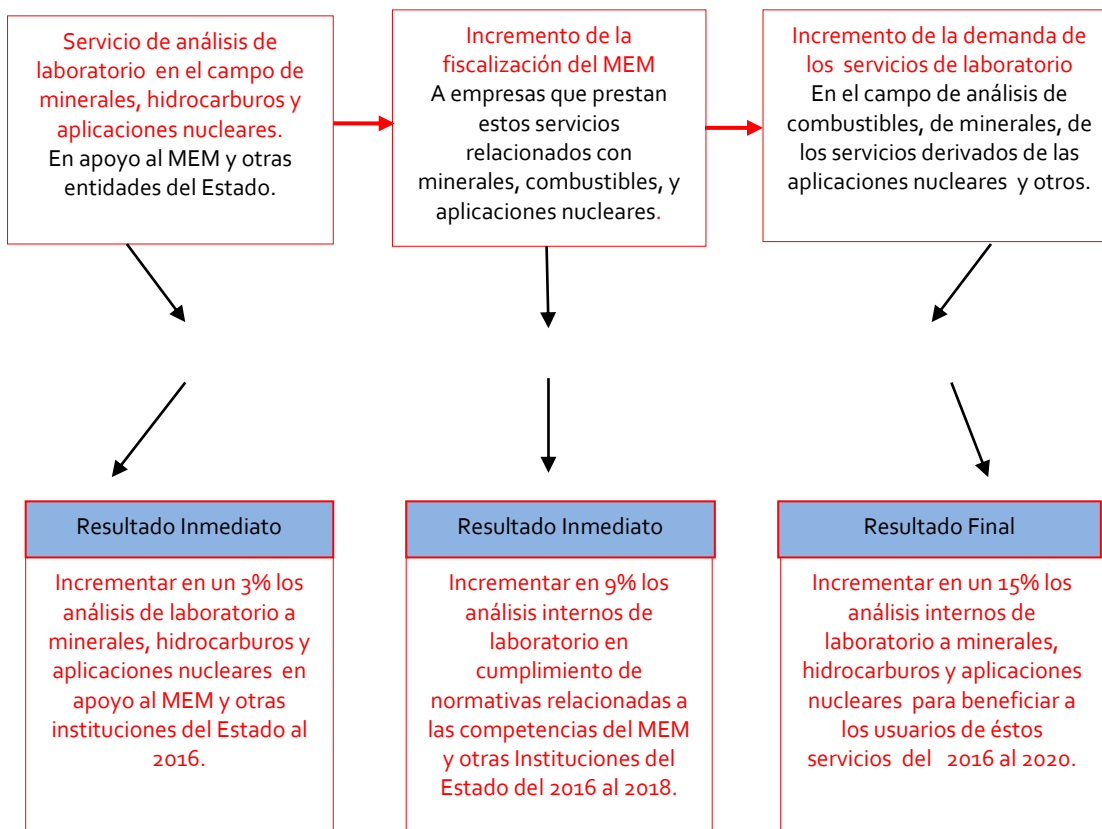 Servicio de análisis de
laboratorio en el campo de
minerales, hidrocarburos y
aplicaciones nucleares.
En apoyo al MEM y otras
entidades del Estado.
Incremento de la
fiscalización del MEM
A empresas que prestan
estos servicios
relacionados con
minerales, combustibles, y
aplicaciones nucleares.
Incremento de la demanda de
los servicios de laboratorio
En el campo de análisis de
combustibles, de minerales, de
los servicios derivados de las
aplicaciones nucleares y otros.
Resultado Inmediato
Incrementar en un 3% los
análisis de laboratorio a
minerales, hidrocarburos y
aplicaciones nucleares en
apoyo al MEM y otras
instituciones del Estado al
2016.
Resultado Inmediato
Incrementar en 9% los
análisis internos de
laboratorio en
cumplimiento de
normativas relacionadas a
las competencias del MEM
y otras Instituciones del
Estado del 2016 al 2018.
Resultado Final
Incrementar en un 15% los
análisis internos de
laboratorio a minerales,
hidrocarburos y aplicaciones
nucleares para beneficiar a
los usuarios de éstos
servicios del 2016 al 2020.